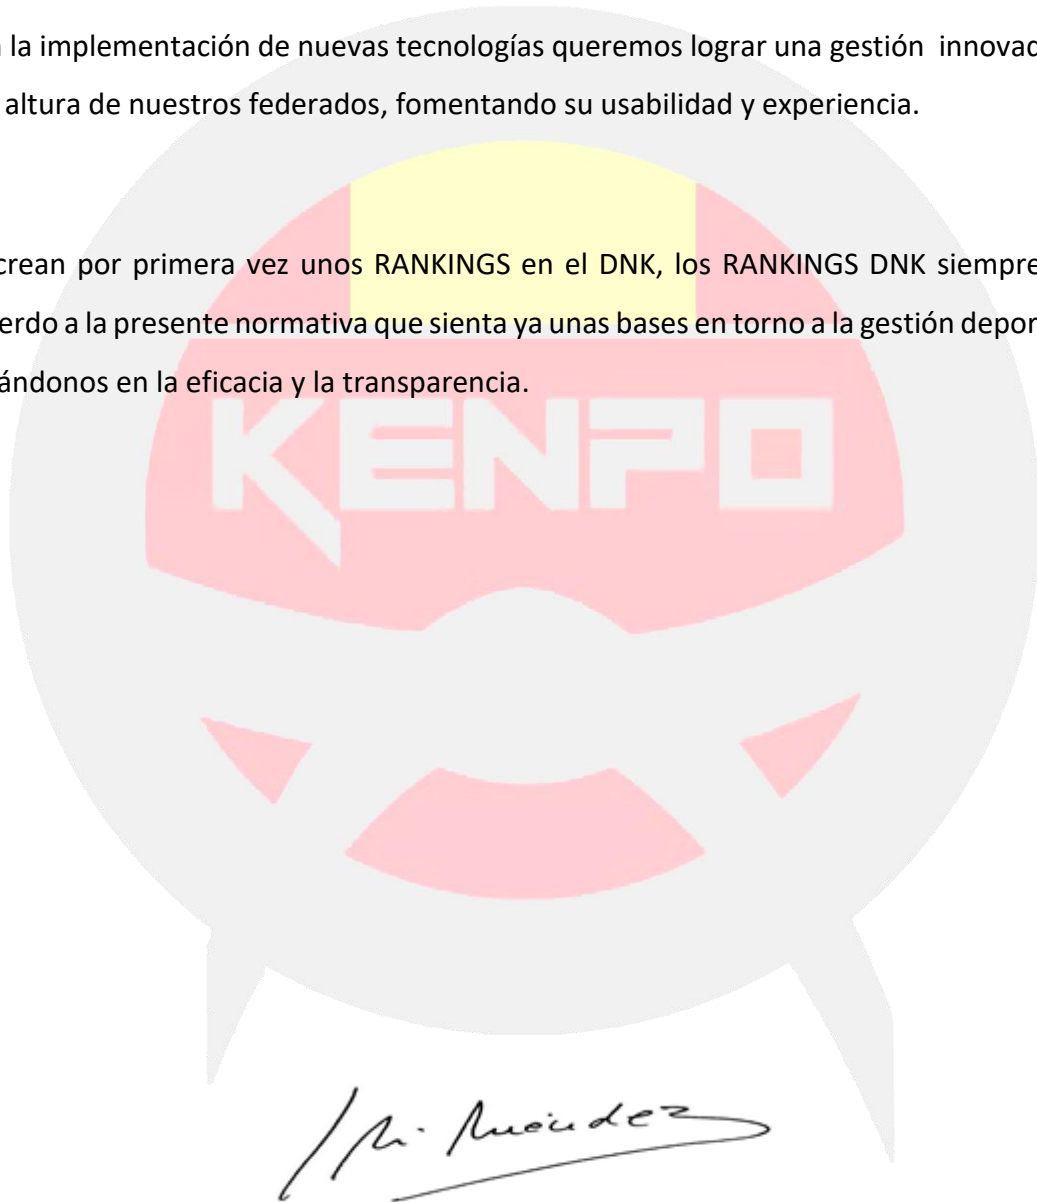 la implementación de nuevas tecnologías queremos lograr una gestión innovad
altura de nuestros federados, fomentando su usabilidad y experiencia.
crean por primera vez unos RANKINGS en el DNK, los RANKINGS DNK siempre
erdo a la presente normativa que sienta ya unas bases en torno a la gestión depor
ándonos en la eficacia y la transparencia.
KENPO
Méndez